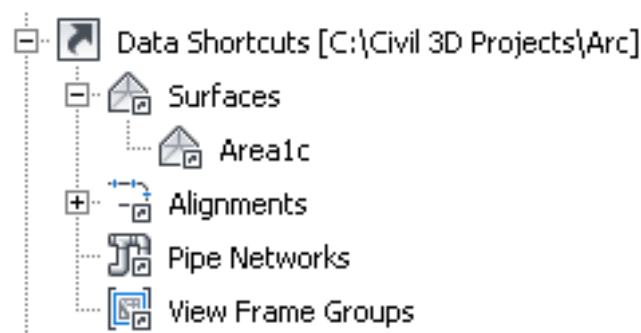 Data Shortcuts [C:\Civil 3D Projects\Arc]
Surfaces
Area1c
Alignments
Pipe Networks
View Frame Groups